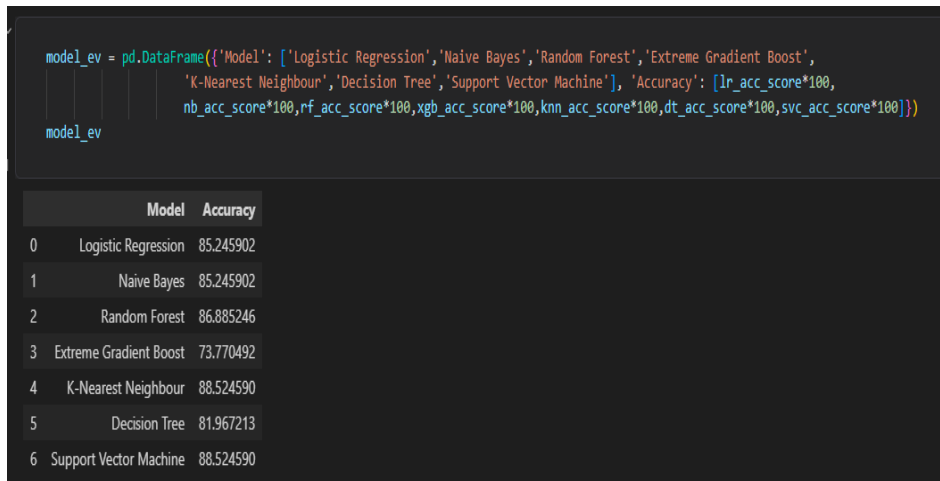 model_ev = pd.DataFrame({'Model': ['Logistic Regression','Naive Bayes','Random Forest','Extreme Gradient Boost',
'K-Nearest Neighbour','Decision Tree','Support Vector Machine'], 'Accuracy': [lr_acc_score*100,
nb_acc_score*100,rf_acc_score*100,xgb_acc_score*100,knn_acc_score*100,dt_acc_score*100,svc_acc_score*100]})
model_ev
Model Accuracy
0 Logistic Regression 85.245902
1 Naive Bayes 85.245902
2 Random Forest 86.885246
3 Extreme Gradient Boost 73.770492
4 K-Nearest Neighbour 88.524590
5 Decision Tree 81.967213
6 Support Vector Machine 88.524590